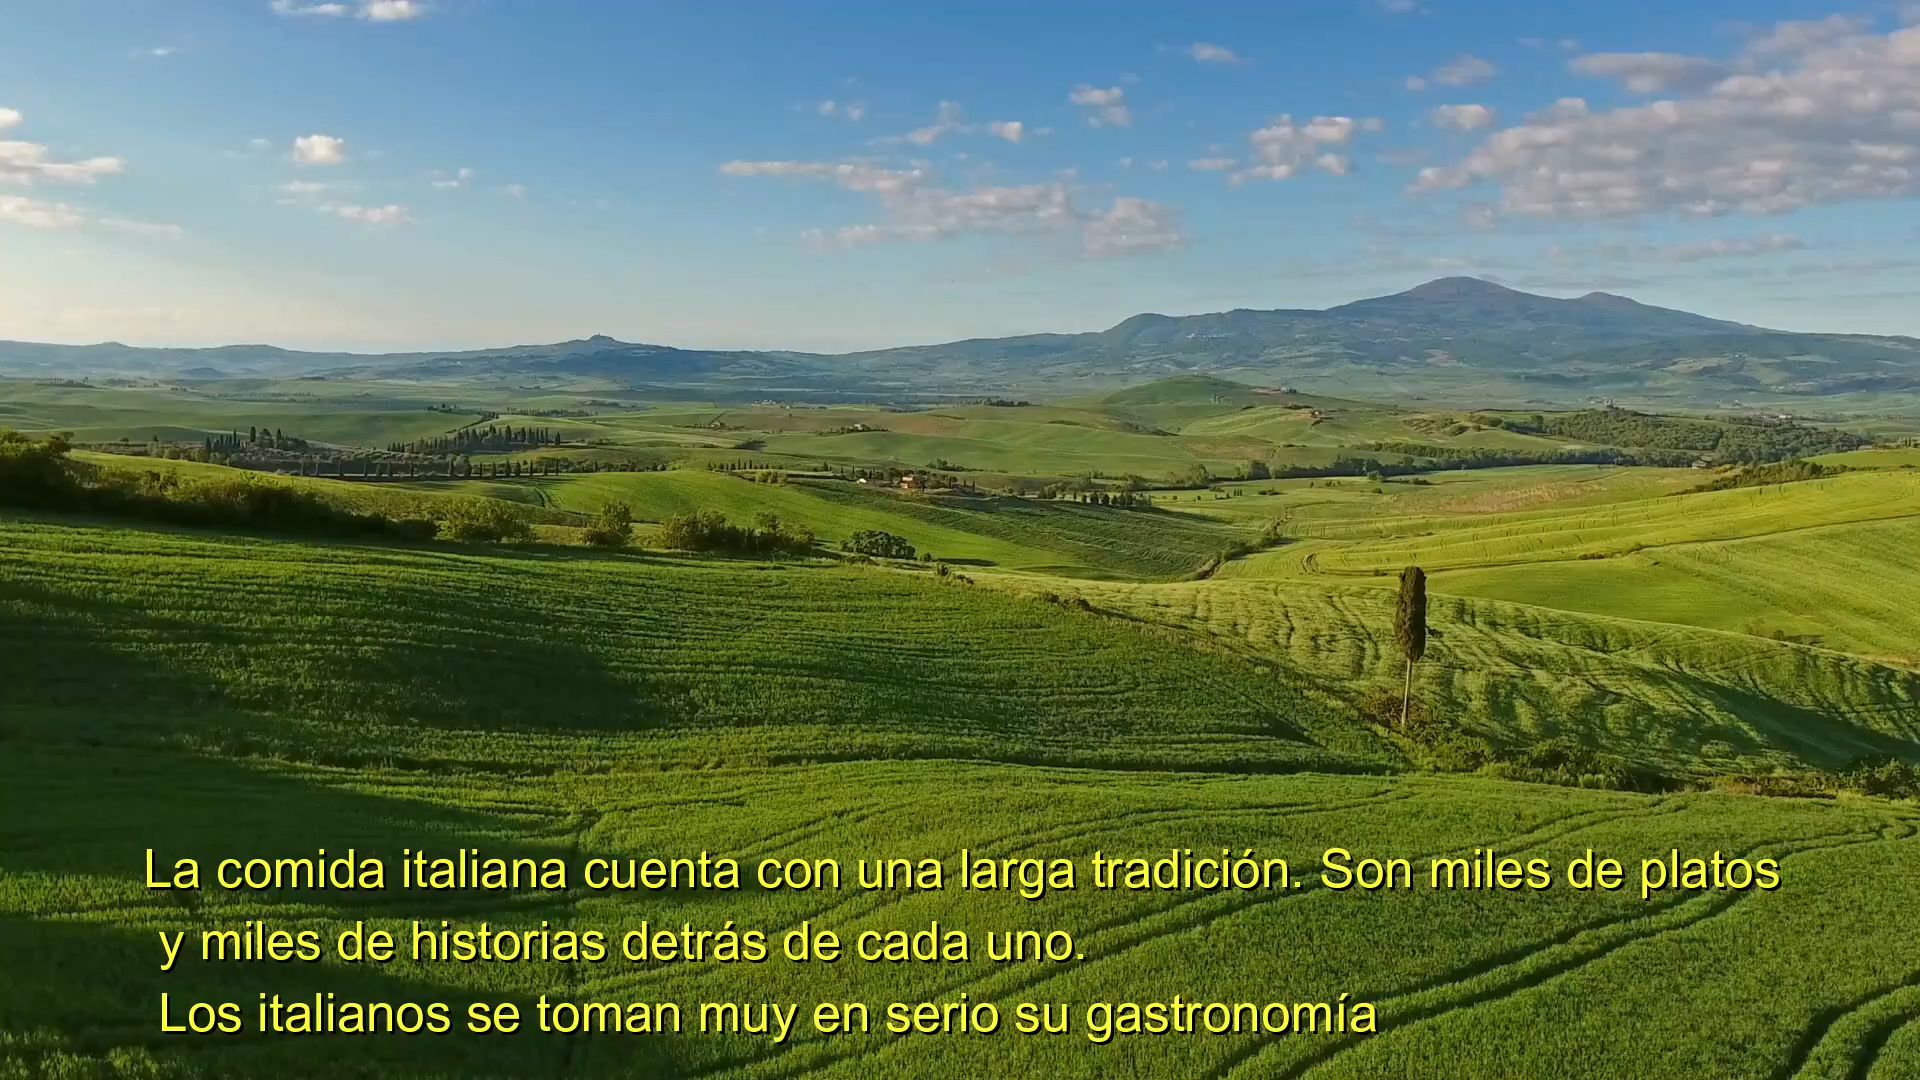 La comida italiana cuenta con una larga tradición. Son miles de platos
y miles de historias detrás de cada uno.
Los italianos se toman muy en serio su gastronomía